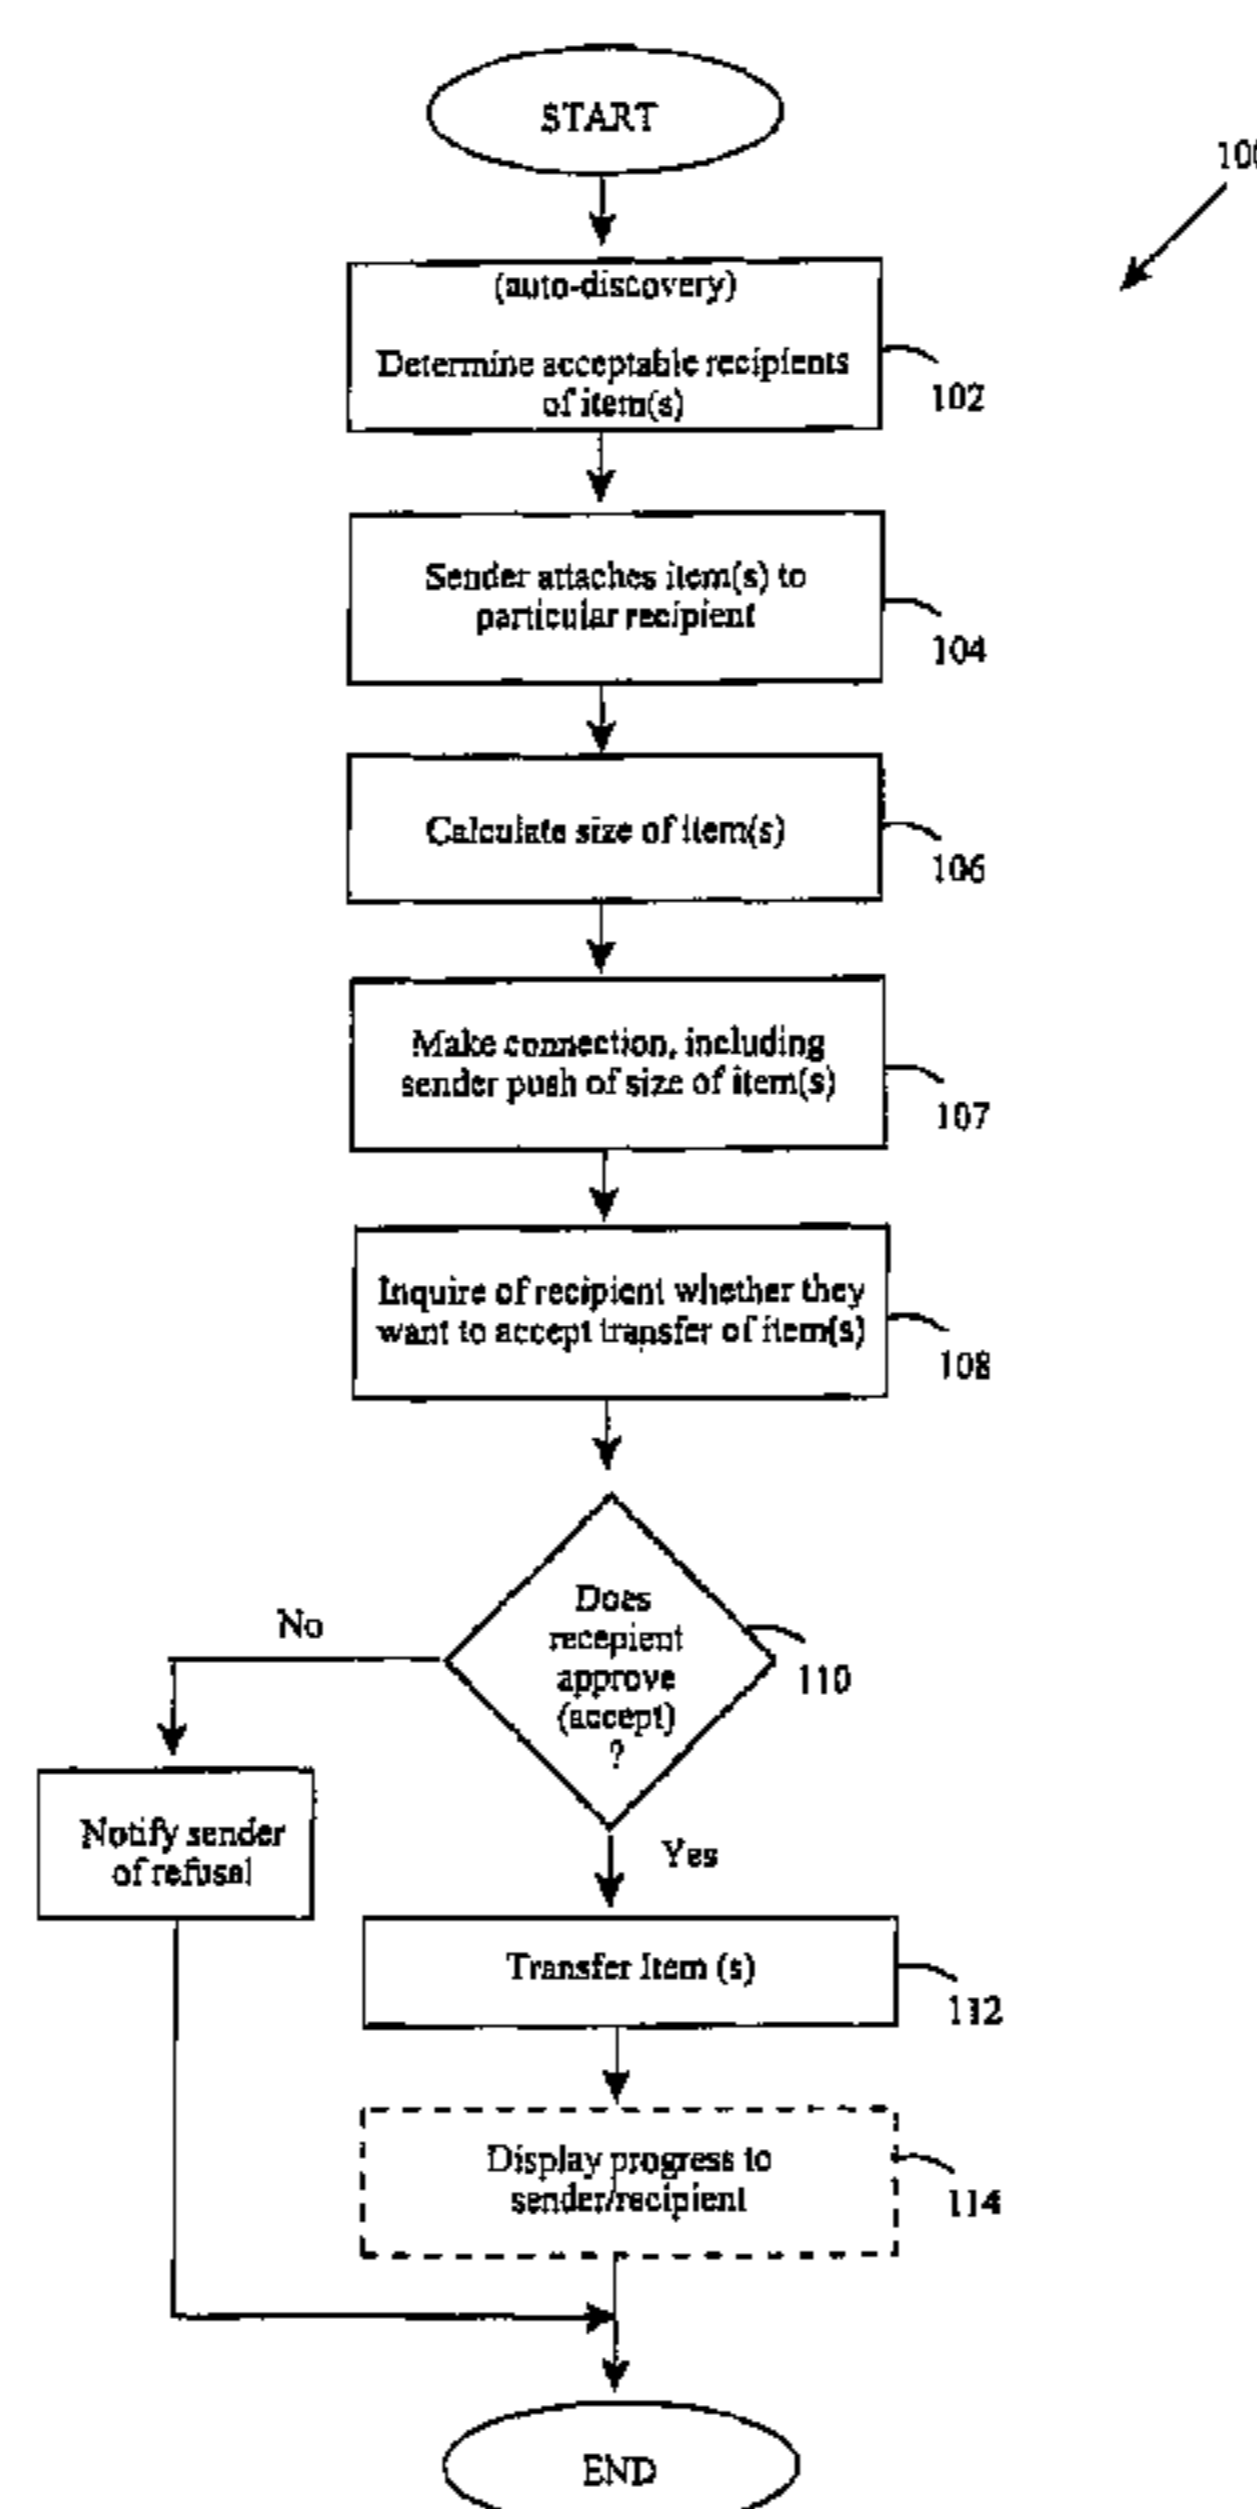 START
100
(auto-discovery)
Determine acceptable recipients
of item(s)
102
Sender attaches item(s) to
particular recipient
104
Calculate size of item(s)
106
Make connection, including
sender push of size of item(s)
107
Inquire of recipient whether they
want to accept transfer of item(s)
108
Does
recepient
approve
(accept)
?
110
No
Notify sender
of refusal
Yes
Transfer Item (s)
112
Display progress to
sender/recipient
114
END